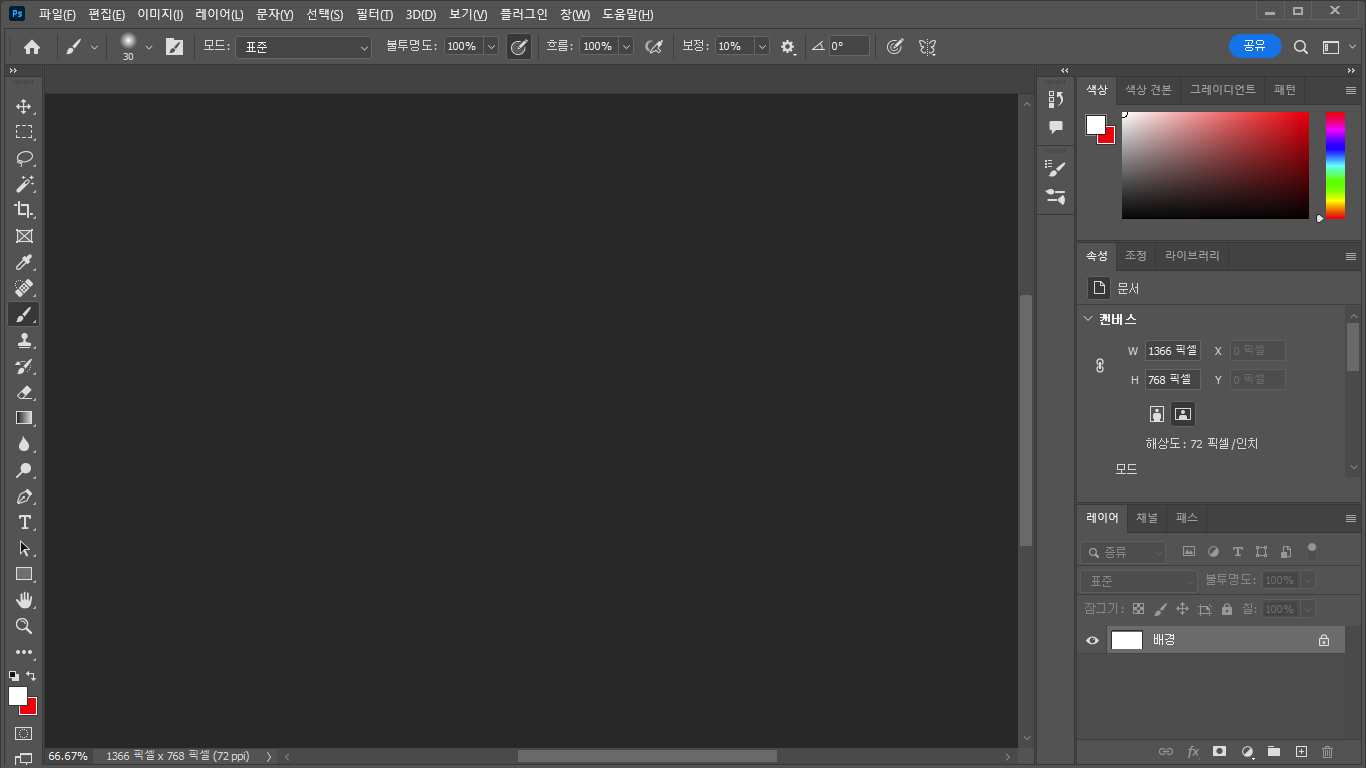 Ps 파일(F) 편집(E) 이미지(I) 레이어(L) 문자(Y) 선택(S) 필터(T) 3D(D) 보기(V) 플러그인 창(W) 도움말(H)
30 모드: 표준 불투명도: 100% 흐름: 100% 보정: 10% 0° 공유
색상 색상 견본 그레이디언트 패턴
속성 조정 라이브러리
문서
캔버스
W 1366 픽셀 X 0 픽셀
H 768 픽셀 Y 0 픽셀
해상도: 72 픽셀/인치
모드
레이어 채널 패스
종류
표준 불투명도: 100%
잠그기: 칠: 100%
배경
fx
66.67% 1366 픽셀 x 768 픽셀 (72 ppi)